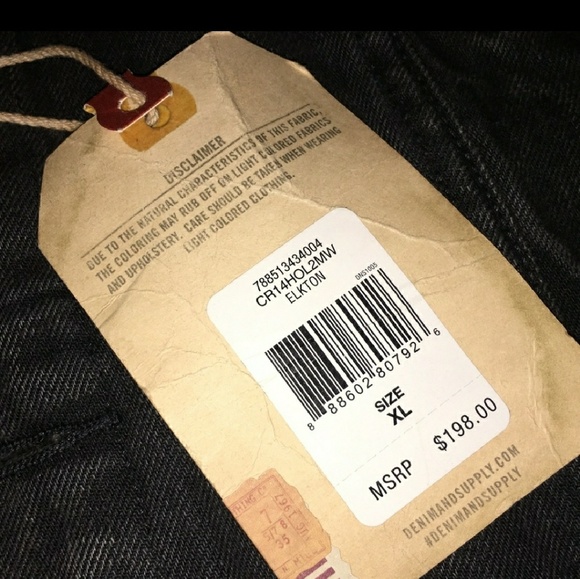 DISCLAIMER
DUE TO THE NATURAL CHARACTERISTICS OF THIS FABRIC,
THE COLORING MAY RUB OFF ON LIGHT COLORED FABRICS
AND UPHOLSTERY. CARE SHOULD BE TAKEN WHEN WEARING
LIGHT COLORED CLOTHING.
788513434004
CR14HOL2MW
ELKTON
8 88602 80792 6
SIZE
XL
MSRP $198.00
DENIMANDSUPPLY.COM
#DENIMANDSUPPLY